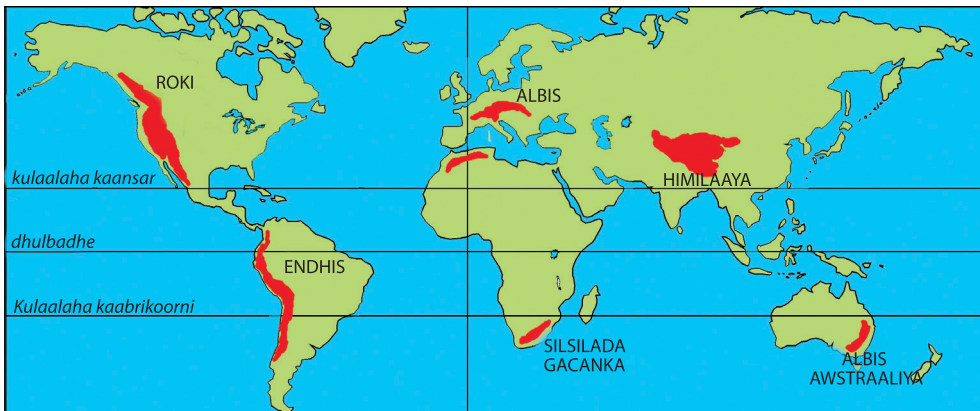 ROKI
ALBIS
kulaalaha kaansar
HIMILAAYA
dhulbadhe
ENDHIS
Kulaalaha kaabrikoorni
SILSILADA
GACANKA
ALBIS
AWSTRAALIYA